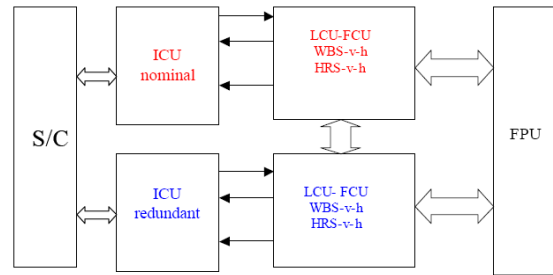 S/C
ICU
nominal
LCU-FCU
WBS-v-h
HRS-v-h
FPU
ICU
redundant
LCU- FCU
WBS-v-h
HRS-v-h